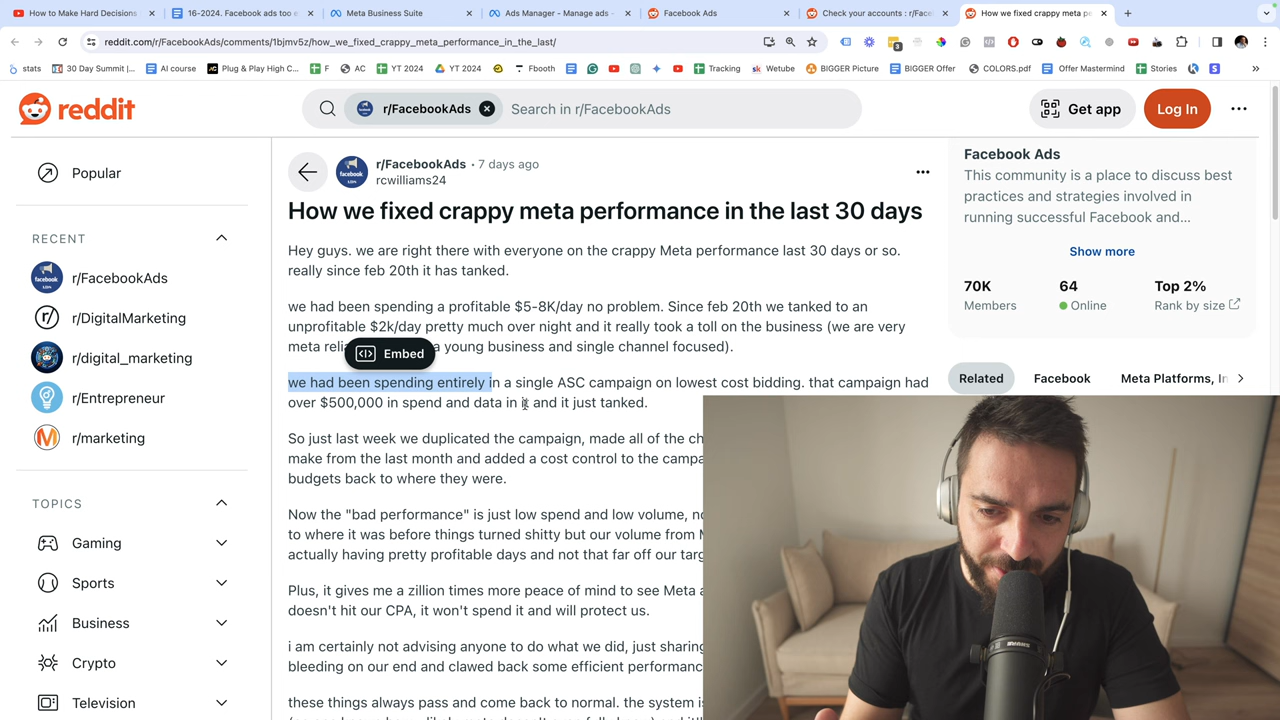 How to Make Hard Decisions
16-2024. Facebook ads too e
Meta Business Suite
Ads Manager - Manage ads -
Facebook Ads
Check your accounts : r/Face
How we fixed crappy meta pe
reddit.com/r/FacebookAds/comments/1bjmv5z/how_we_fixed_crappy_meta_performance_in_the_last/
stats
30 Day Summit |...
AI course
Plug & Play High C...
F
AC
YT 2024
YT 2024
Fbooth
Tracking
Wetube
BIGGER Picture
BIGGER Offer
COLORS.pdf
Offer Mastermind
Stories
reddit
r/FacebookAds
Search in r/FacebookAds
Get app
Log In
Popular
RECENT
r/FacebookAds
r/DigitalMarketing
r/digital_marketing
r/Entrepreneur
r/marketing
TOPICS
Gaming
Sports
Business
Crypto
Television
r/FacebookAds • 7 days ago
rcwilliams24
How we fixed crappy meta performance in the last 30 days
Hey guys. we are right there with everyone on the crappy Meta performance last 30 days or so.
really since feb 20th it has tanked.
we had been spending a profitable $5-8K/day no problem. Since feb 20th we tanked to an
unprofitable $2k/day pretty much over night and it really took a toll on the business (we are very
meta reli
a young business and single channel focused).
Embed
we had been spending entirely in a single ASC campaign on lowest cost bidding. that campaign had
over $500,000 in spend and data in it and it just tanked.
So just last week we duplicated the campaign, made all of the ch
make from the last month and added a cost control to the campa
budgets back to where they were.
Now the "bad performance" is just low spend and low volume, no
to where it was before things turned shitty but our volume from M
actually having pretty profitable days and not that far off our targ
Plus, it gives me a zillion times more peace of mind to see Meta a
doesn't hit our CPA, it won't spend it and will protect us.
i am certainly not advising anyone to do what we did, just sharing
bleeding on our end and clawed back some efficient performanc
these things always pass and come back to normal. the system is
Facebook Ads
This community is a place to discuss best
practices and strategies involved in
running successful Facebook and...
Show more
70K
Members
64
Online
Top 2%
Rank by size
Related
Facebook
Meta Platforms, In